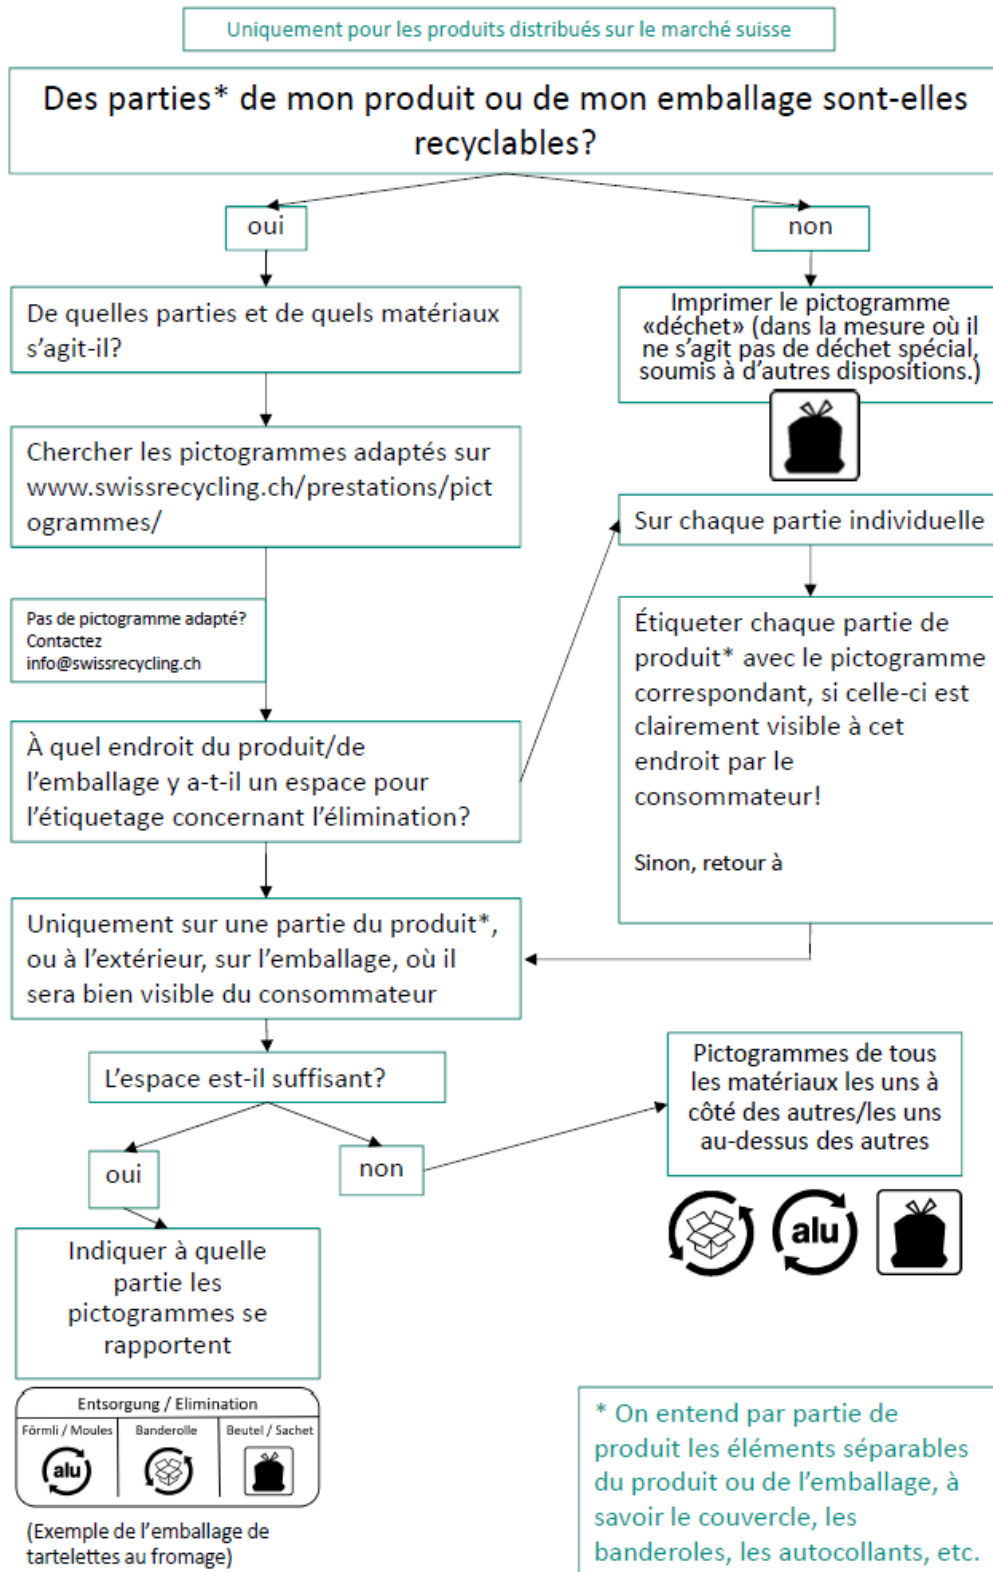 Uniquement pour les produits distribués sur le marché suisse
Des parties* de mon produit ou de mon emballage sont-elles
recyclables?
oui
non
De quelles parties et de quels matériaux
s'agit-il?
Imprimer le pictogramme
«déchet» (dans la mesure où il
ne s'agit pas de déchet spécial,
soumis à d'autres dispositions.)
Chercher les pictogrammes adaptés sur
www.swissrecycling.ch/prestations/pict
ogrammes/
Sur chaque partie individuelle
Pas de pictogramme adapté?
Contactez
info@swissrecycling.ch
Étiqueter chaque partie de
produit* avec le pictogramme
correspondant, si celle-ci est
clairement visible à cet
endroit par le
consommateur!
Sinon, retour à
À quel endroit du produit/de
l'emballage y a-t-il un espace pour
l'étiquetage concernant l'élimination?
Uniquement sur une partie du produit*,
ou à l'extérieur, sur l'emballage, où il
sera bien visible du consommateur
L'espace est-il suffisant?
oui
non
Pictogrammes de tous
les matériaux les uns à
côté des autres/les uns
au-dessus des autres
alu
Indiquer à quelle
partie les
pictogrammes se
rapportent
Entsorgung / Elimination
Förmli / Moules
Banderolle
Beutel / Sachet
alu
(Exemple de l'emballage de
tartelettes au fromage)
* On entend par partie de
produit les éléments séparables
du produit ou de l'emballage, à
savoir le couvercle, les
banderoles, les autocollants, etc.